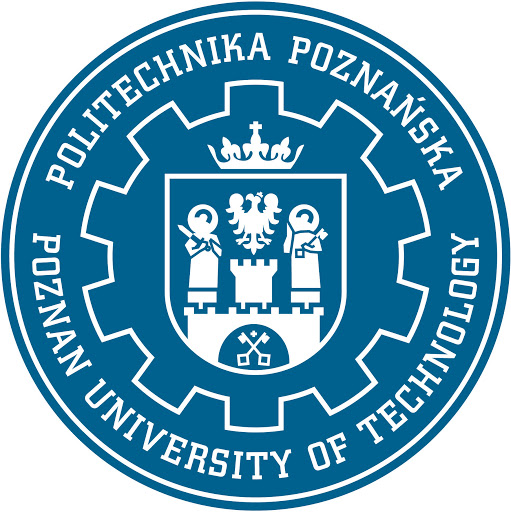 POLITECHNIKA POZNAŃSKA
POZNAN UNIVERSITY OF TECHNOLOGY